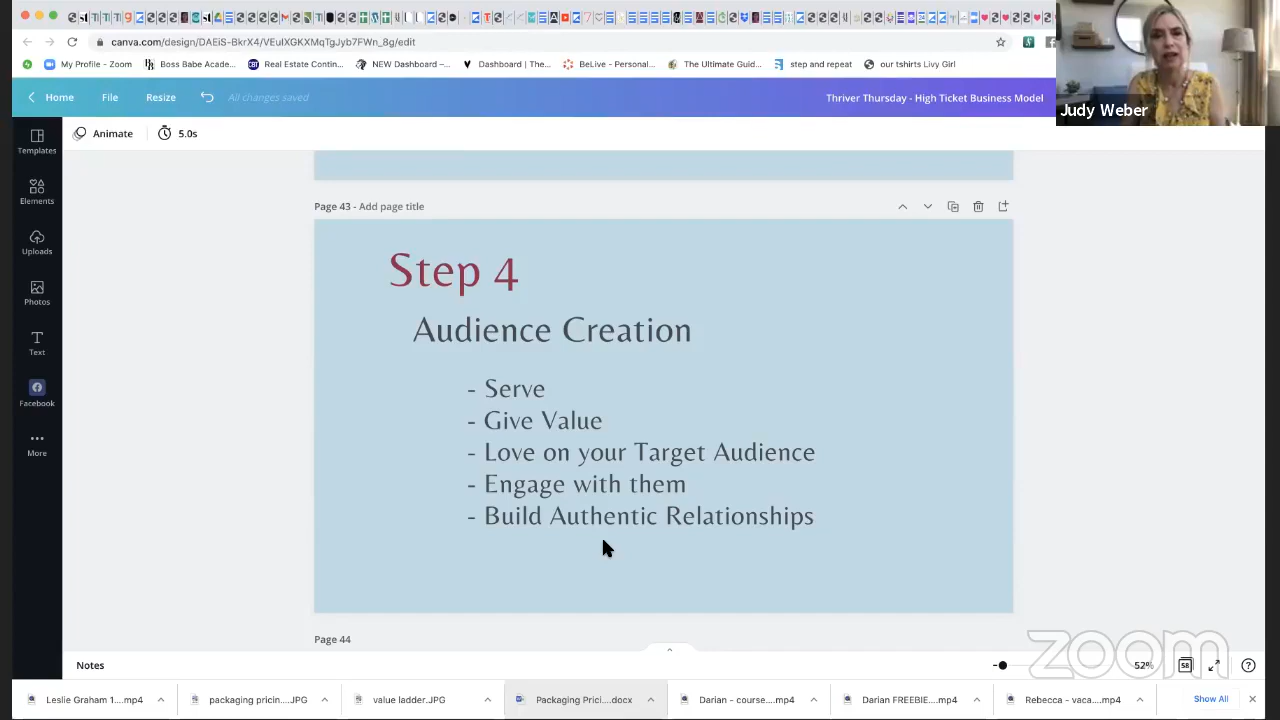 canva.com/design/DAEiS-BkrX4/VEuIXGKXMqTgJyb7FWn_8g/edit
My Profile - Zoom
Boss Babe Acade...
Real Estate Contin...
NEW Dashboard -...
Dashboard | The...
BeLive - Personal...
The Ultimate Guid...
step and repeat
our tshirts Livy Girl
Home
File
Resize
All changes saved
Thriver Thursday - High Ticket Business Model
Judy Weber
Animate
5.0s
Templates
Elements
Uploads
Photos
Text
Facebook
More
Page 43 - Add page title
Step 4
Audience Creation
- Serve
- Give Value
- Love on your Target Audience
- Engage with them
- Build Authentic Relationships
Page 44
zoom
Notes
52%
58
Leslie Graham 1....mp4
packaging pricin....JPG
value ladder.JPG
Packaging Prici....docx
Darian - course....mp4
Darian FREEBIE....mp4
Rebecca - vaca....mp4
Show All